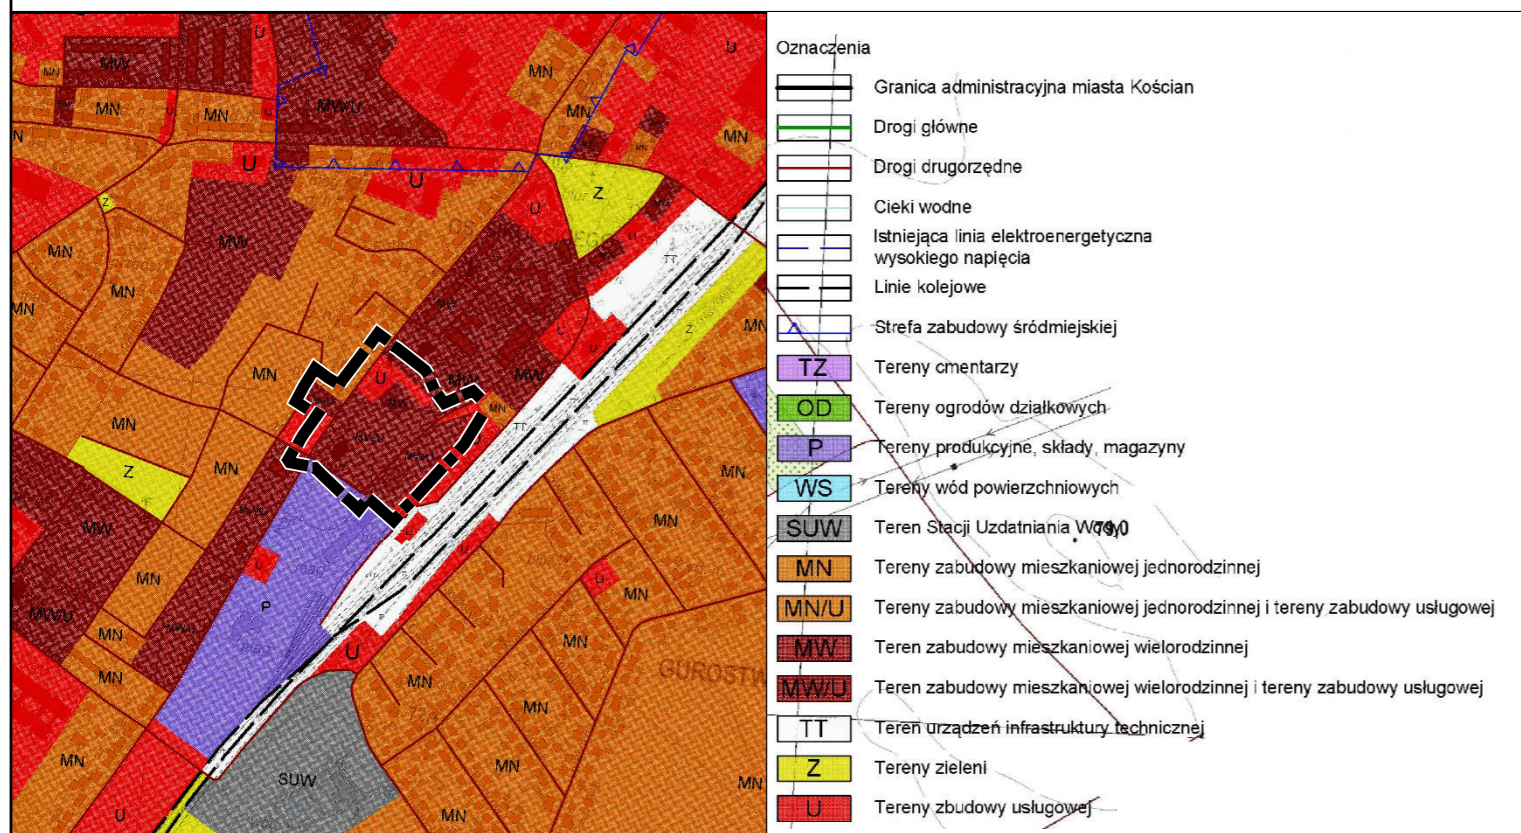 Oznaczenia
Granica administracyjna miasta Kościan
Drogi główne
Drogi drugorzędne
Cieki wodne
Istniejąca linia elektroenergetyczna
wysokiego napięcia
Linie kolejowe
Strefa zabudowy śródmiejskiej
TZ Tereny cmentarzy
OD Tereny ogrodów działkowych
P Tereny produkcyjne, składy, magazyny
WS Tereny wód powierzchniowych
SUW Teren Stacji Uzdatniania Wody
79,0
MN Tereny zabudowy mieszkaniowej jednorodzinnej
MN/U Tereny zabudowy mieszkaniowej jednorodzinnej i tereny zabudowy usługowej
MW Teren zabudowy mieszkaniowej wielorodzinnej
MW/U Teren zabudowy mieszkaniowej wielorodzinnej i tereny zabudowy usługowej
TT Teren urządzeń infrastruktury technicznej
Z Tereny zieleni
U Tereny zbudowy usługowej
MW
U
U
MN
MN
MN
MN
MW/U
MN
MN
MN
U
U
Z
Z
U
MW
MN
TT
MN
MN
Z
MN
MN
U
MW
MW
MN
MN
U
TT
Z
MN
MN
MW
MN
U
P
MW/U
MN
MN
U
MN
MN
U
MN
MN
GUROSTW
MN
MN
SUW
MN
MN
U